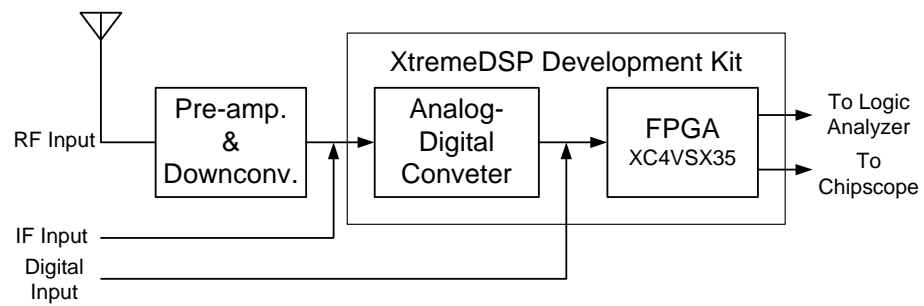 XtremeDSP Development Kit
RF Input
Pre-amp.
&
Downconv.
Analog-
Digital
Conveter
FPGA
XC4VSX35
To Logic
Analyzer
To
Chipscope
IF Input
Digital
Input